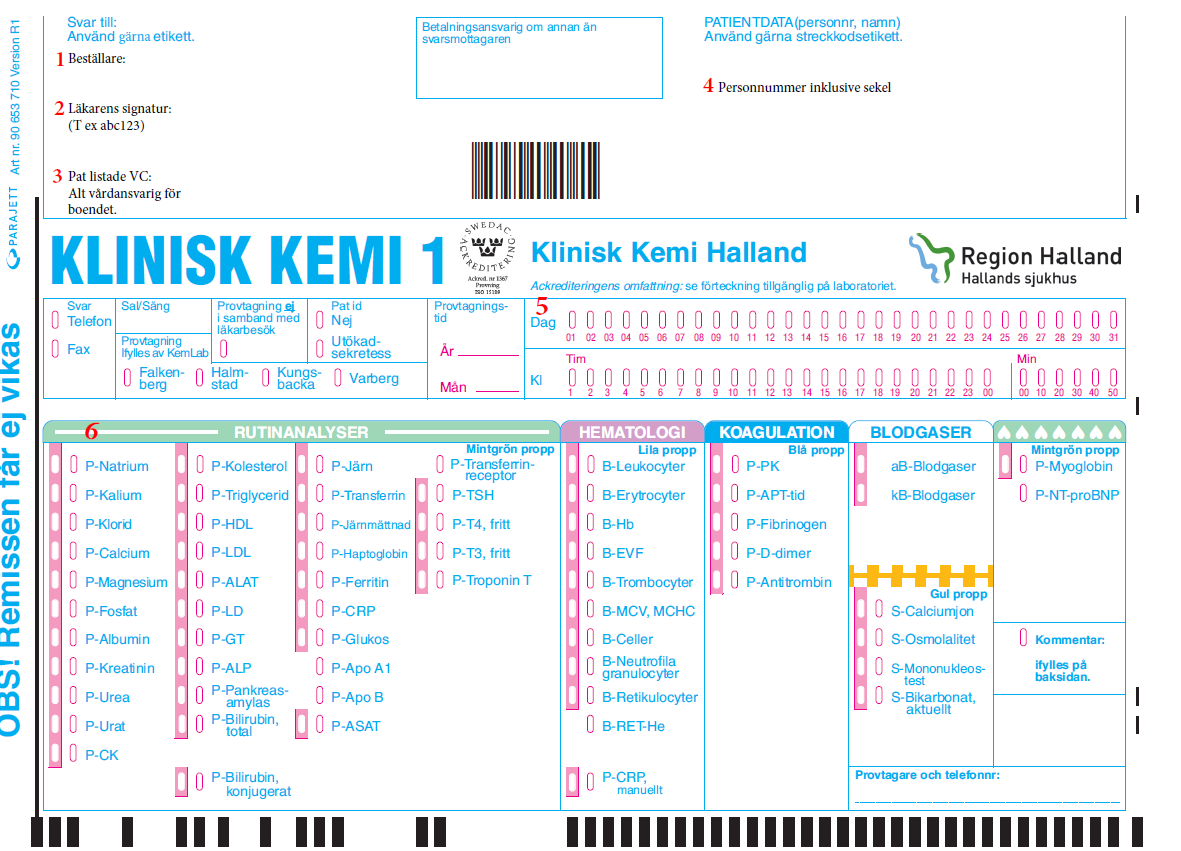 Art nr. 90 653 710 Version R1
PARAJETT
OBS! Remissen får ej vikas
Svar till:
Använd gärna etikett.
1 Beställare:
2 Läkarens signatur:
(T ex abc123)
3 Pat listade VC:
Alt vårdansvarig för
boendet.
Betalningsansvarig om annan än
svarsmottagaren
PATIENTDATA(personnr, namn)
Använd gärna streckkodsetikett.
4 Personnummer inklusive sekel
KLINISK KEMI 1
SWEDAC
ACKREDITERING
Ackred. nr 1367
Provning
ISO 15189
Klinisk Kemi Halland
Ackrediteringens omfattning: se förteckning tillgänglig på laboratoriet.
Region Halland
Hallands sjukhus
Svar
Telefon
Fax
Sal/Säng
Provtagning
Ifylles av KemLab
Provtagning ej
i samband med
läkarbesök
Pat id
Nej
Utökad-
sekretess
Falken-
berg
Halm-
stad
Kungs-
backa
Varberg
Provtagnings-
tid
År
Mån
5
Dag
01 02 03 04 05 06 07 08 09 10 11 12 13 14 15 16 17 18 19 20 21 22 23 24 25 26 27 28 29 30 31
Tim
Min
Kl
1 2 3 4 5 6 7 8 9 10 11 12 13 14 15 16 17 18 19 20 21 22 23 00
00 10 20 30 40 50
6 RUTINANALYSER
P-Natrium
P-Kalium
P-Klorid
P-Calcium
P-Magnesium
P-Fosfat
P-Albumin
P-Kreatinin
P-Urea
P-Urat
P-CK
P-Kolesterol
P-Triglycerid
P-HDL
P-LDL
P-ALAT
P-LD
P-GT
P-ALP
P-Pankreas-
amylas
P-Bilirubin,
total
P-Bilirubin,
konjugerat
P-Järn
P-Transferrin
P-Järnmättnad
P-Haptoglobin
P-Ferritin
P-CRP
P-Glukos
P-Apo A1
P-Apo B
P-ASAT
Mintgrön propp
P-Transferrin-
receptor
P-TSH
P-T4, fritt
P-T3, fritt
P-Troponin T
HEMATOLOGI
Lila propp
B-Leukocyter
B-Erytrocyter
B-Hb
B-EVF
B-Trombocyter
B-MCV, MCHC
B-Celler
B-Neutrofila
granulocyter
B-Retikulocyter
B-RET-He
P-CRP,
manuellt
KOAGULATION
Blå propp
P-PK
P-APT-tid
P-Fibrinogen
P-D-dimer
P-Antitrombin
BLODGASER
aB-Blodgaser
kB-Blodgaser
Gul propp
S-Calciumjon
S-Osmolalitet
S-Mononukleos-
test
S-Bikarbonat,
aktuellt
Mintgrön propp
P-Myoglobin
P-NT-proBNP
Kommentar:
ifylles på
baksidan.
Provtagare och telefonnr: